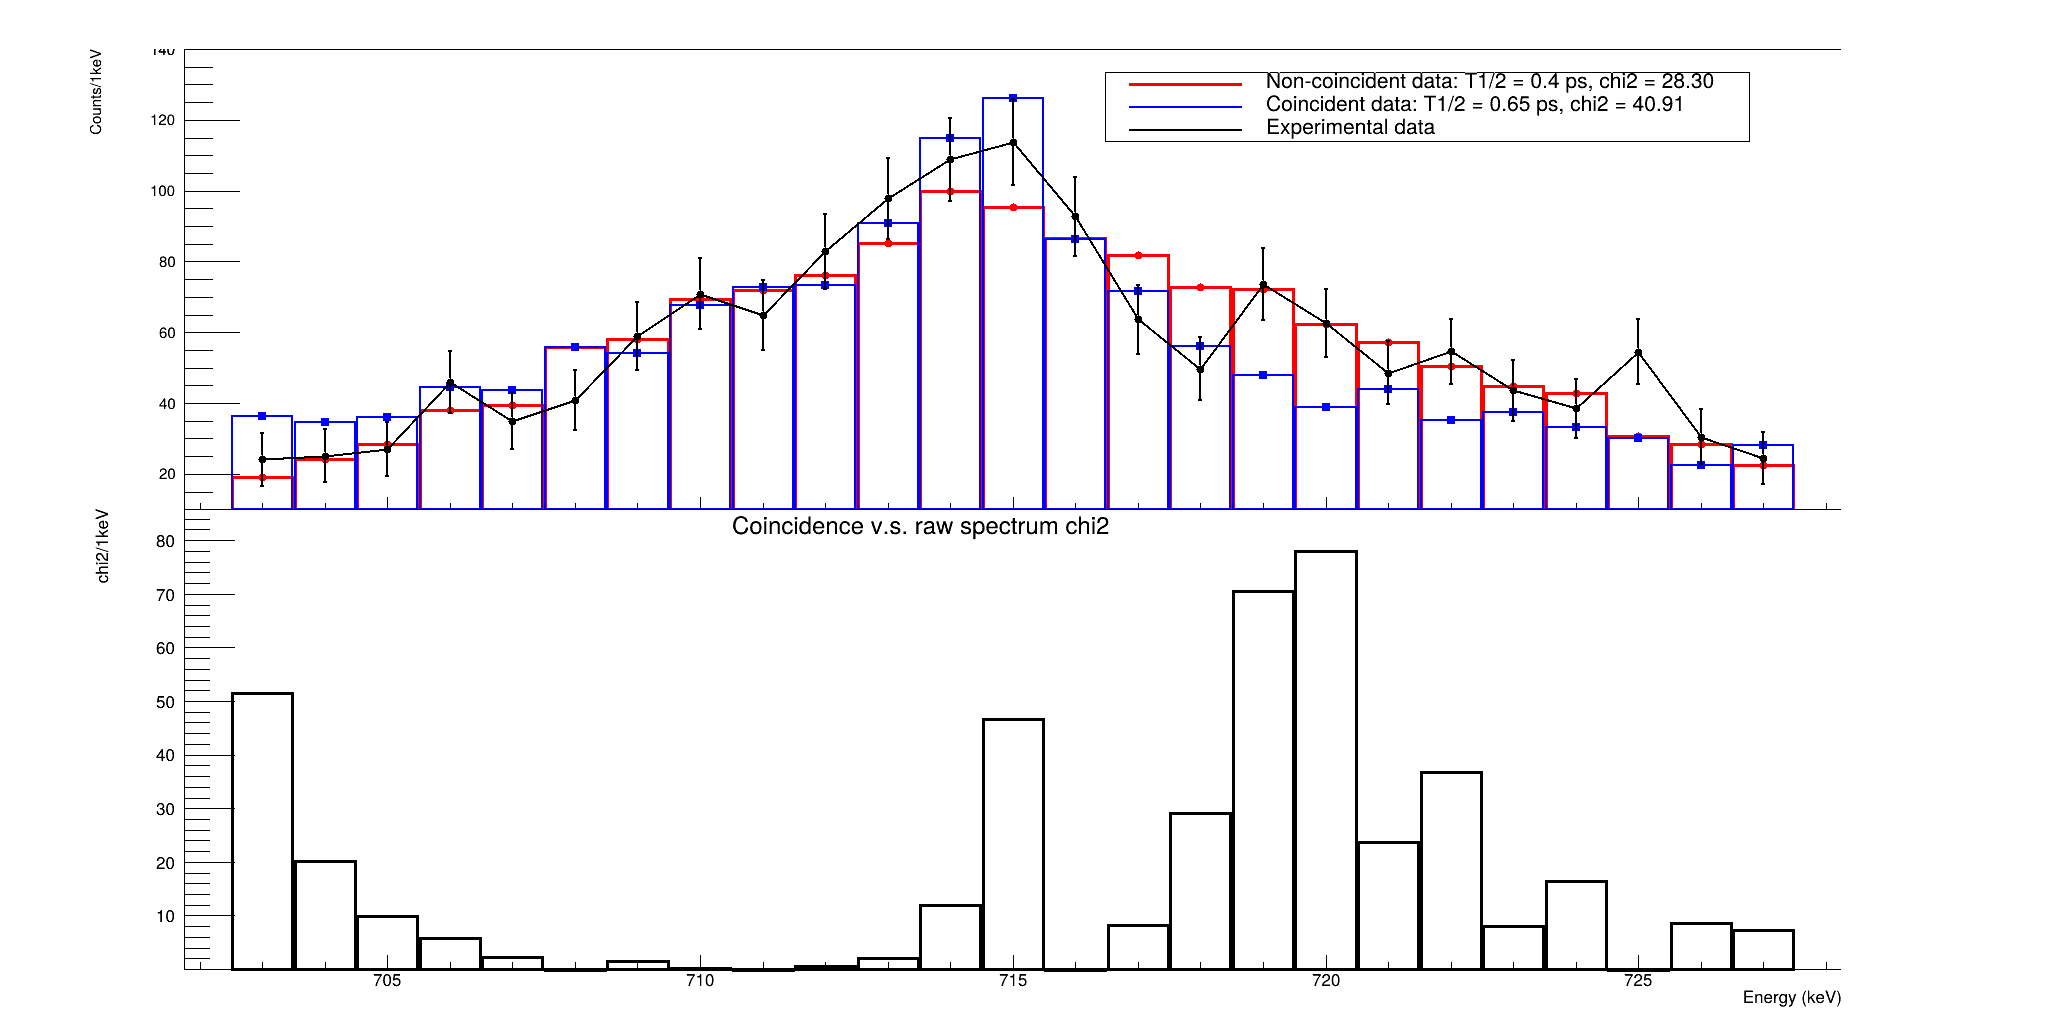 140
Counts/1keV
Non-coincident data: T1/2 = 0.4 ps, chi2 = 28.30
Coincident data: T1/2 = 0.65 ps, chi2 = 40.91
Experimental data
120
100
80
60
40
20
Coincidence v.s. raw spectrum chi2
chi2/1keV
80
70
60
50
40
30
20
10
705 710 715 720 725
Energy (keV)